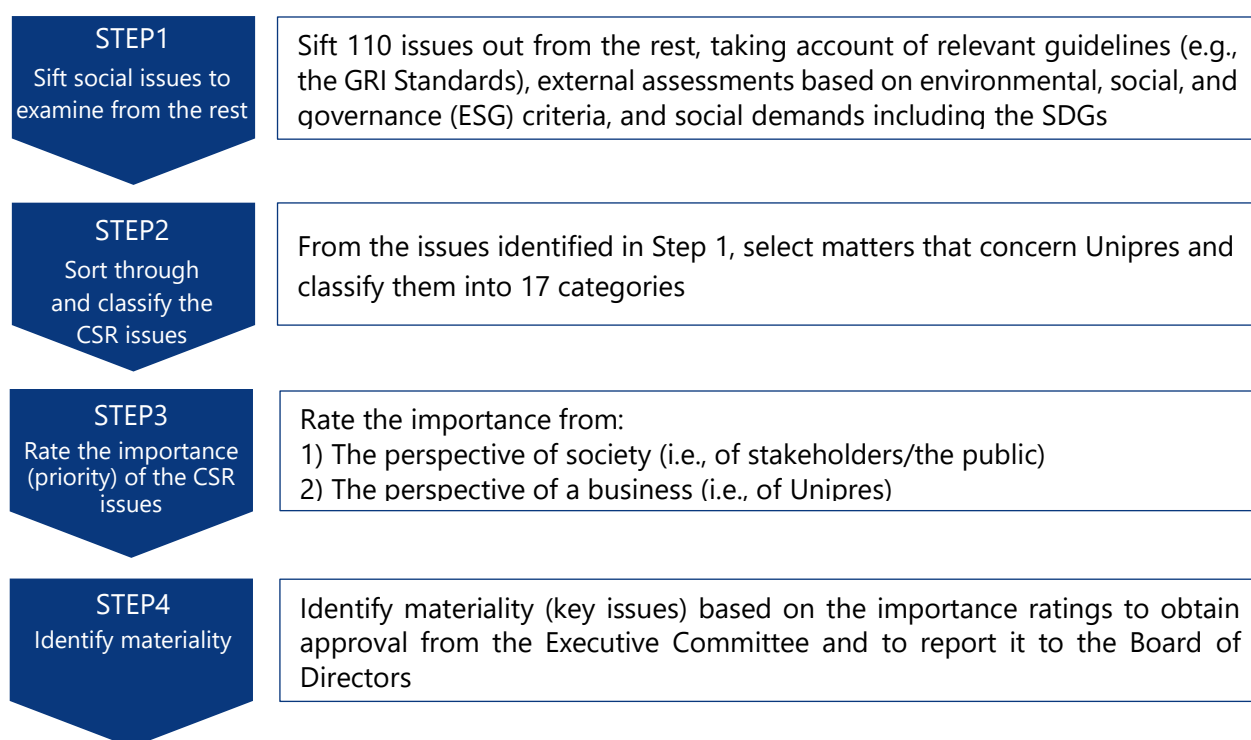 STEP1
Sift social issues to
examine from the rest
Sift 110 issues out from the rest, taking account of relevant guidelines (e.g.,
the GRI Standards), external assessments based on environmental, social, and
governance (ESG) criteria, and social demands including the SDGs
STEP2
Sort through
and classify the
CSR issues
From the issues identified in Step 1, select matters that concern Unipres and
classify them into 17 categories
STEP3
Rate the importance
(priority) of the CSR
issues
Rate the importance from:
1) The perspective of society (i.e., of stakeholders/the public)
2) The perspective of a business (i.e., of Unipres)
STEP4
Identify materiality
Identify materiality (key issues) based on the importance ratings to obtain
approval from the Executive Committee and to report it to the Board of
Directors